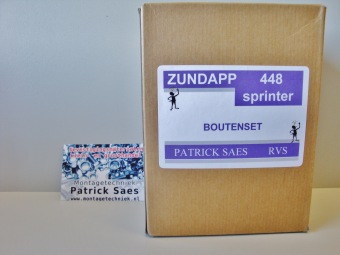 ZUNDAPP 448
sprinter
BOUTENSET
PATRICK SAES RVS
Montagetechniek
Patrick Saes
www.montagetechniek.nl